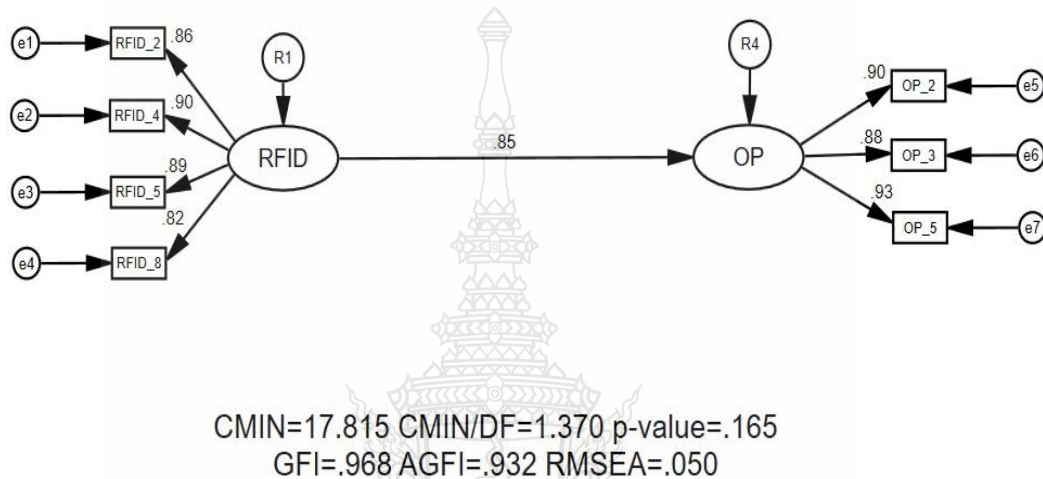 e1 RFID_2 .86 R1 R4 .90 OP_2 e5
e2 RFID_4 .90 RFID .85 OP .88 OP_3 e6
e3 RFID_5 .89 .93 OP_5 e7
e4 RFID_8 .82
CMIN=17.815 CMIN/DF=1.370 p-value=.165
GFI=.968 AGFI=.932 RMSEA=.050